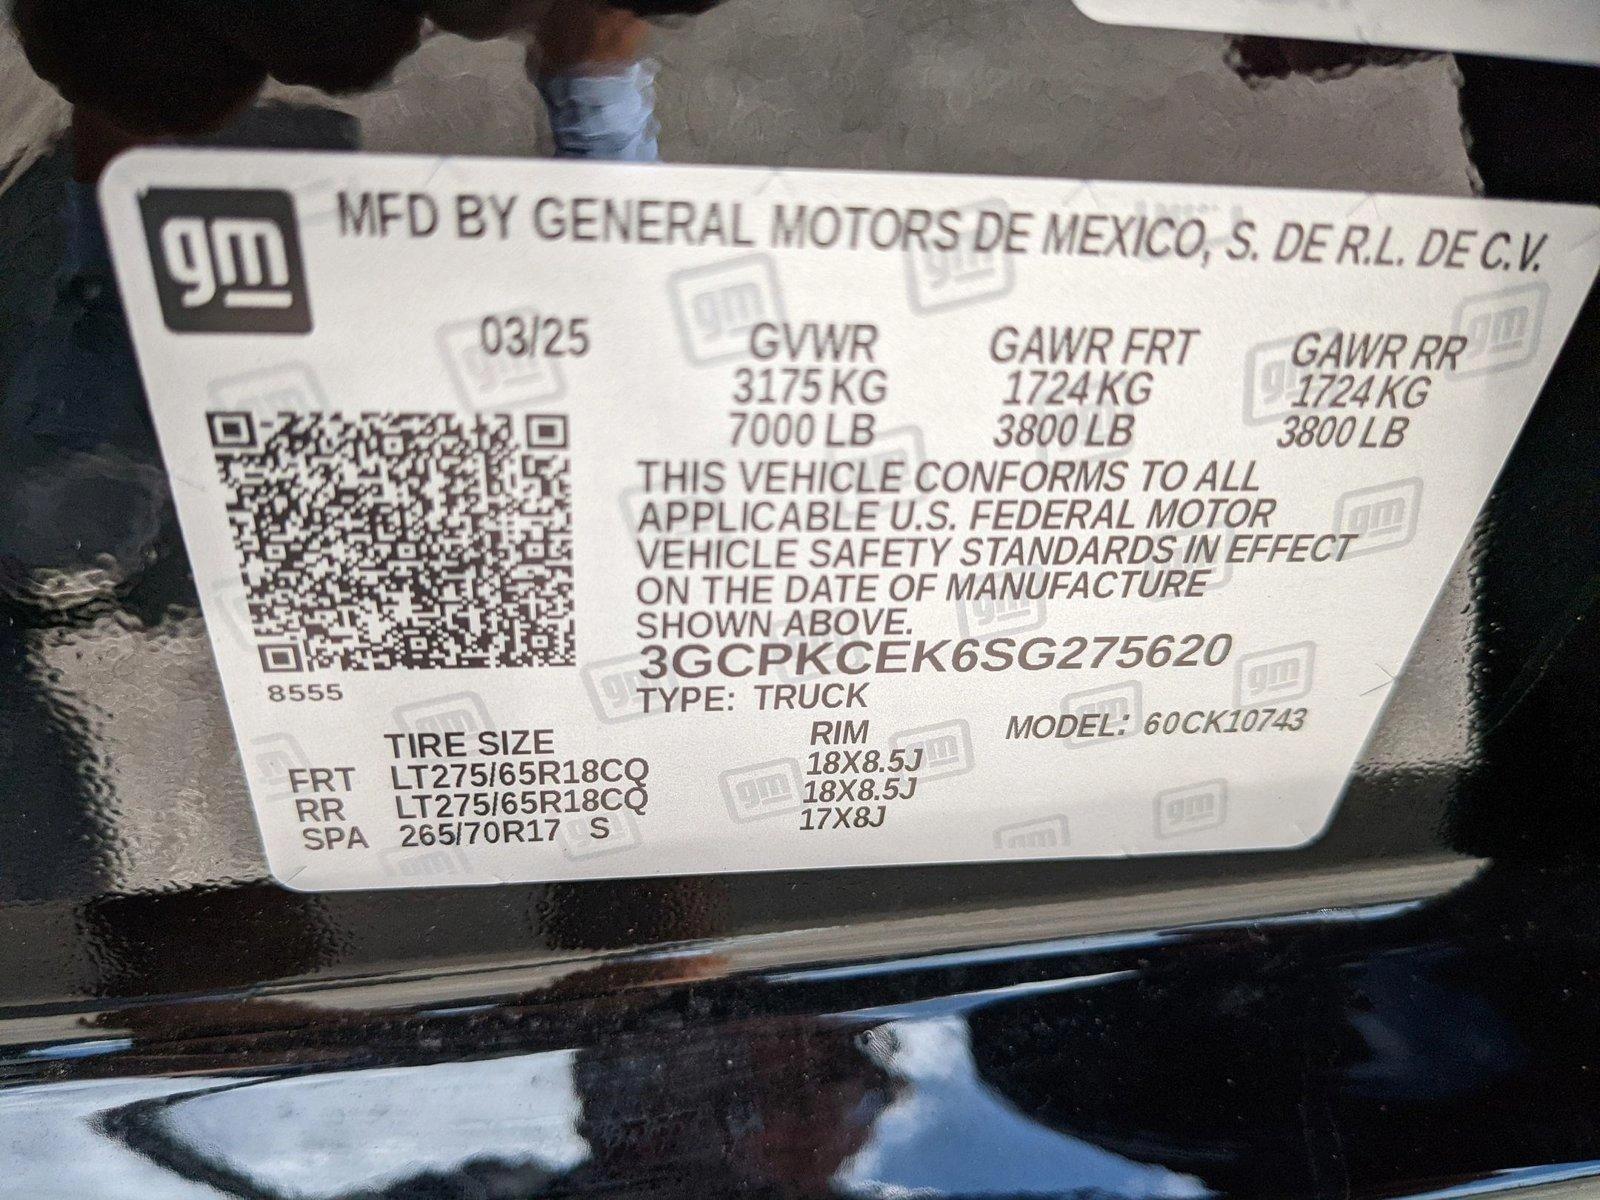 gm
MFD BY GENERAL MOTORS DE MEXICO, S. DE R.L. DE C.V.
03/25 GVWR GAWR FRT GAWR RR
3175 KG 1724 KG 1724 KG
7000 LB 3800 LB 3800 LB
THIS VEHICLE CONFORMS TO ALL
APPLICABLE U.S. FEDERAL MOTOR
VEHICLE SAFETY STANDARDS IN EFFECT
ON THE DATE OF MANUFACTURE
SHOWN ABOVE.
3GCPKCEK6SG275620
8555 TYPE: TRUCK
MODEL: 60CK10743
TIRE SIZE RIM
FRT LT275/65R18CQ 18X8.5J
RR LT275/65R18CQ 18X8.5J
SPA 265/70R17 S 17X8J